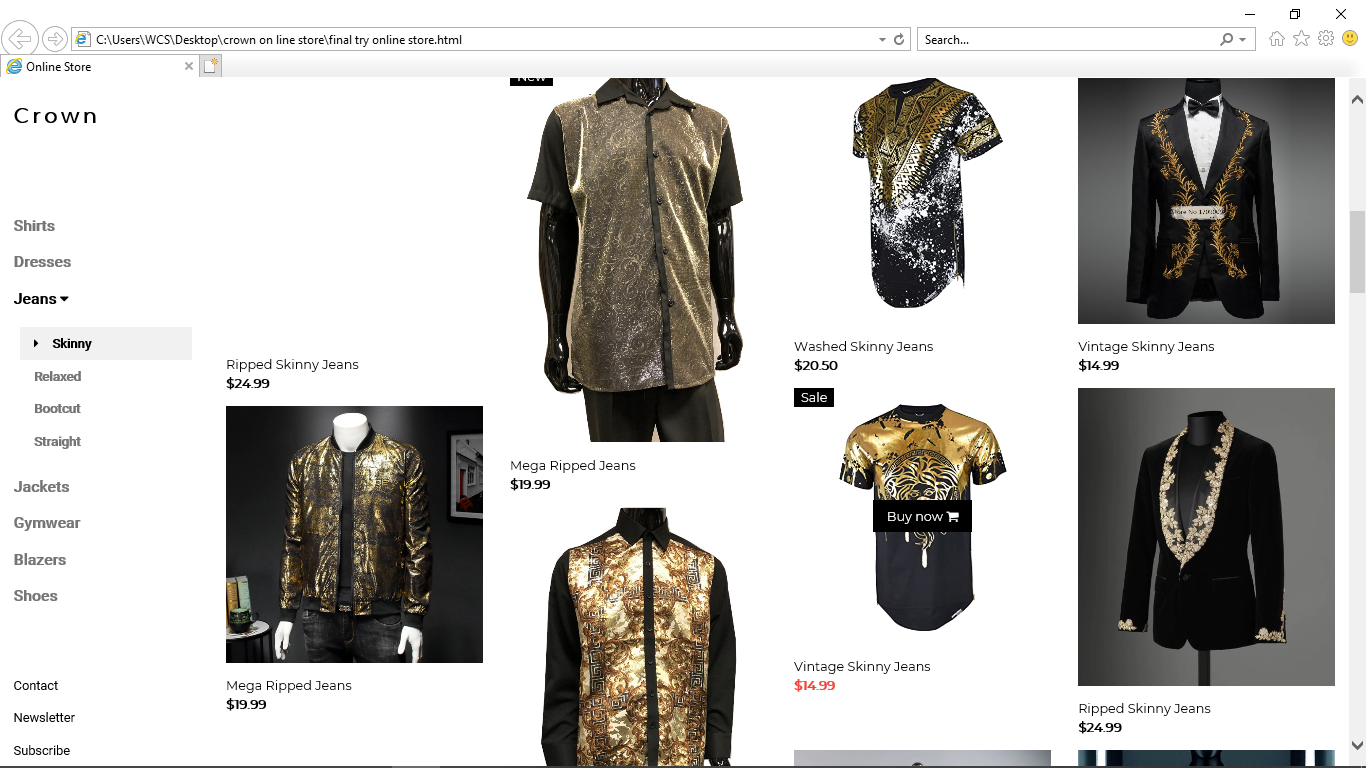 C:\Users\WCS\Desktop\crown on line store\final try online store.html
Search...
Online Store
Crown
Shirts
Dresses
Jeans
Skinny
Relaxed
Bootcut
Straight
Jackets
Gymwear
Blazers
Shoes
Contact
Newsletter
Subscribe
Ripped Skinny Jeans
$24.99
Mega Ripped Jeans
$19.99
New
Mega Ripped Jeans
$19.99
Washed Skinny Jeans
$20.50
Sale
Buy now
Vintage Skinny Jeans
$14.99
Vintage Skinny Jeans
$14.99
Ripped Skinny Jeans
$24.99